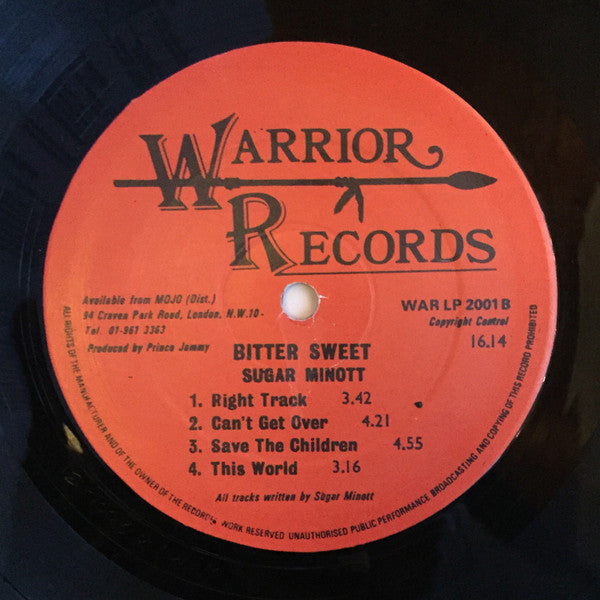 WARRIOR
RECORDS
Available from MOJO (Dist.)
94 Craven Park Road, London, N.W.10
Tel. 01-961 3363
Produced by Prince Jammy
WAR LP 2001 B
Copyright Control
16.14
BITTER SWEET
SUGAR MINOTT
1. Right Track 3.42
2. Can't Get Over 4.21
3. Save The Children 4.55
4. This World 3.16
All tracks written by Sugar Minott
ALL RIGHTS OF THE MANUFACTURER AND OF THE OWNER OF THE RECORDED WORK RESERVED UNAUTHORISED PUBLIC PERFORMANCE BROADCASTING AND COPYING OF THIS RECORD PROHIBITED